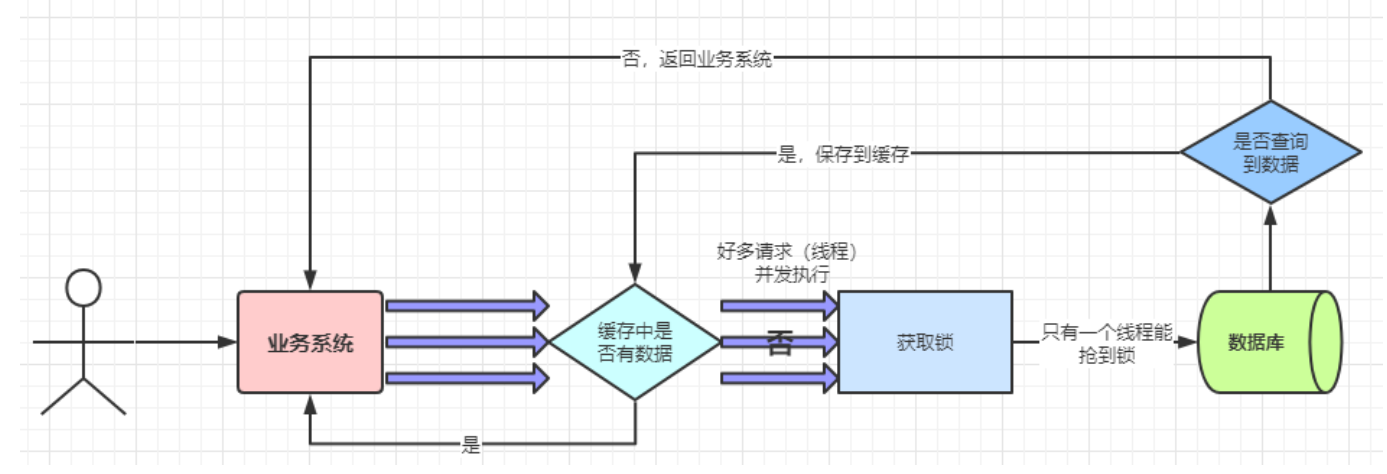 否，返回业务系统
是否查询
到数据
是，保存到缓存
好多请求（线程）
并发执行
业务系统
缓存中是
否有数据
否
获取锁
只有一个线程能
抢到锁
数据库
是